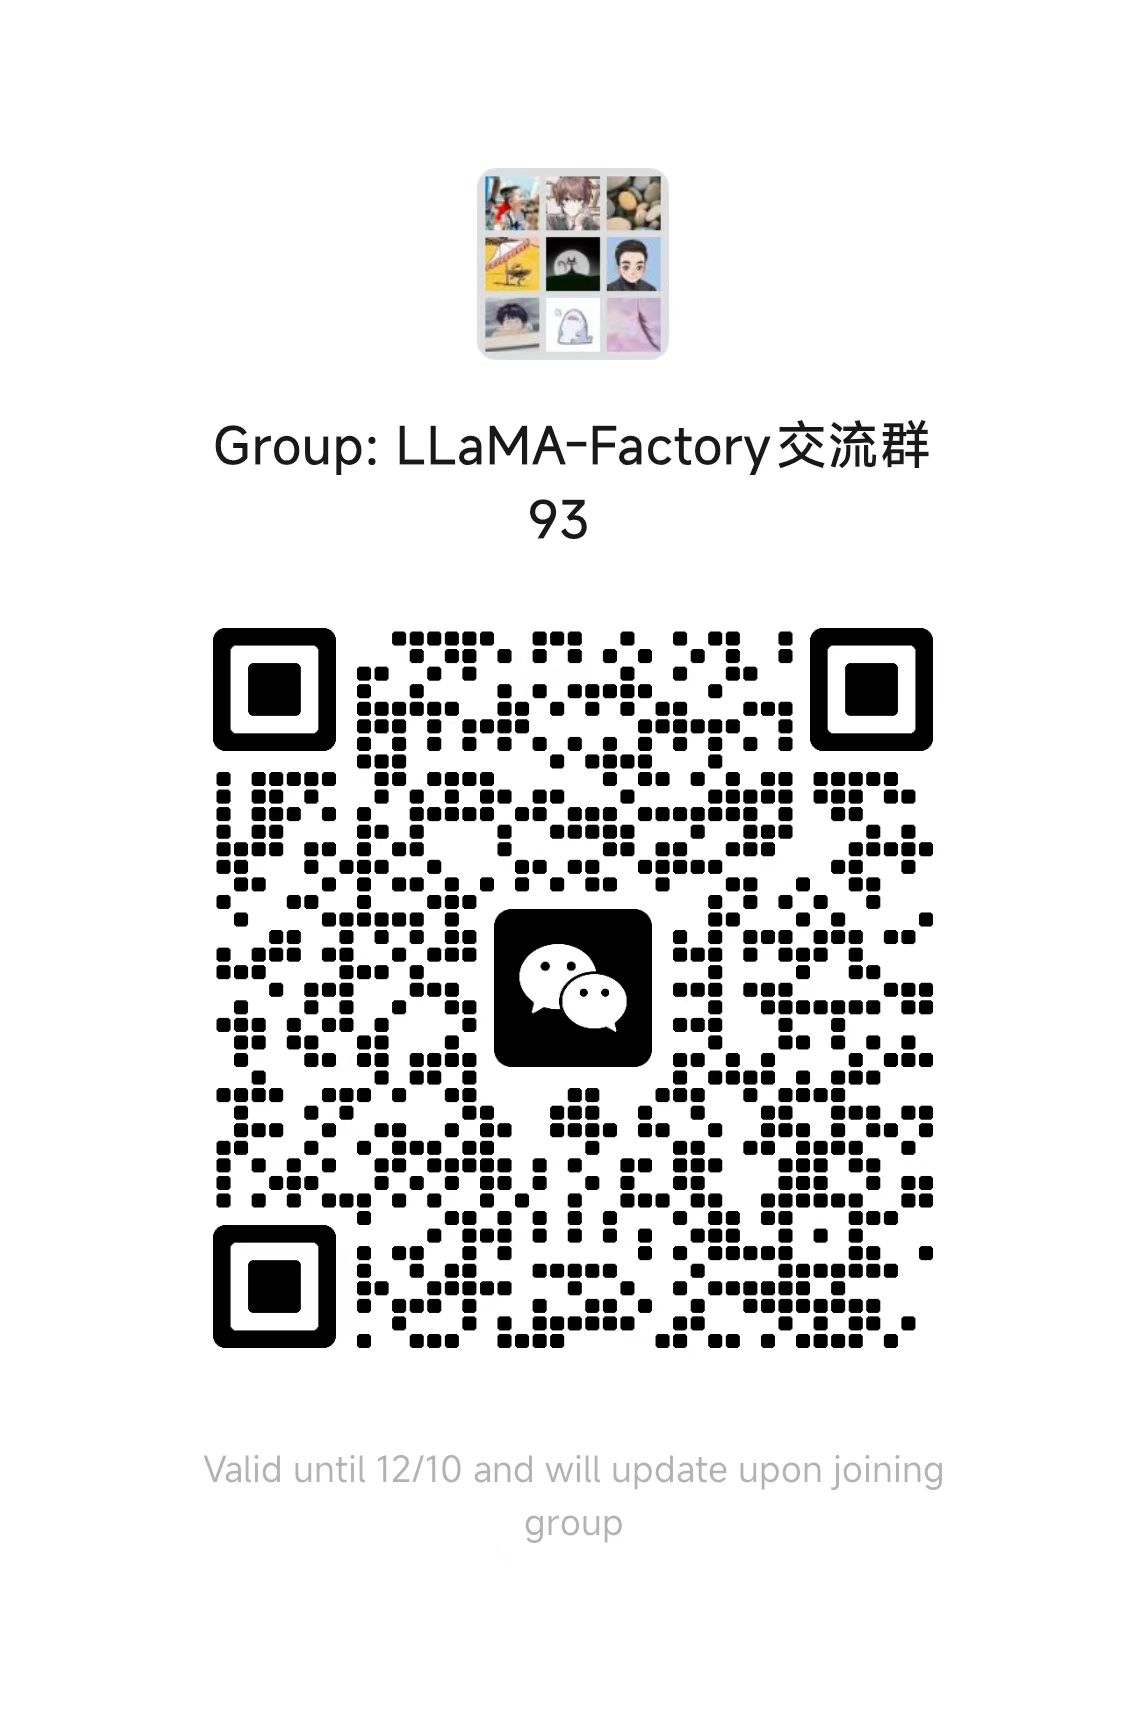 Group: LLaMA-Factory交流群
93
Valid until 12/10 and will update upon joining
group